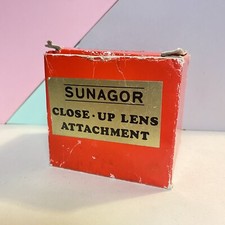 SUNAGOR
CLOSE·UP LENS
ATTACHMENT